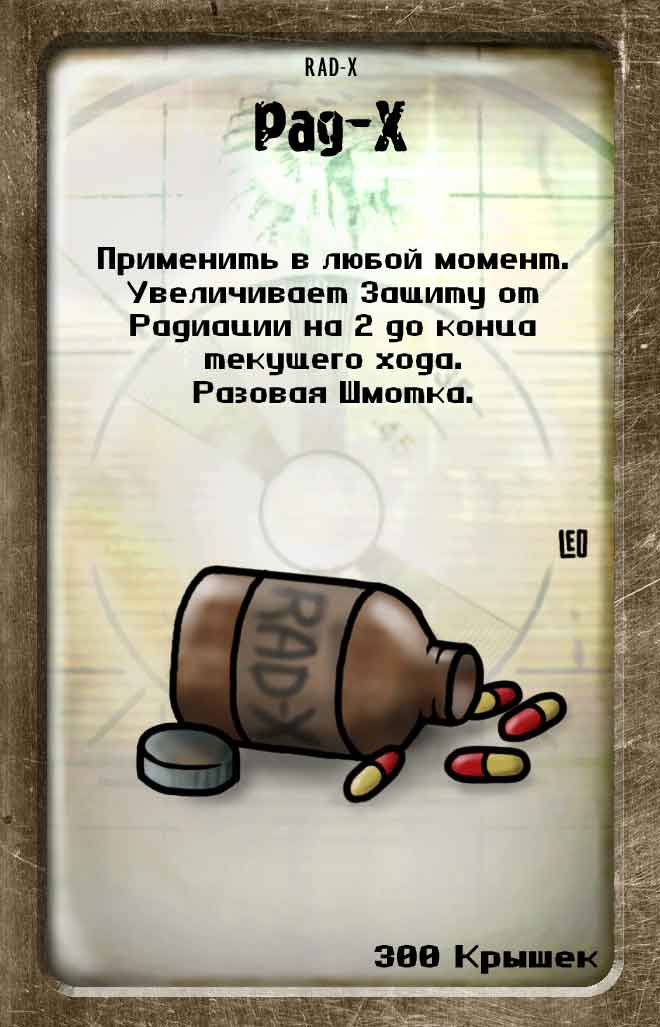 RAD-X
Рад-X
Применить в любой момент.
Увеличивает Защиту от
Радиации на 2 до конца
текущего хода.
Разовая Шмотка.
45
LEO
RAD-X
300 Крышек